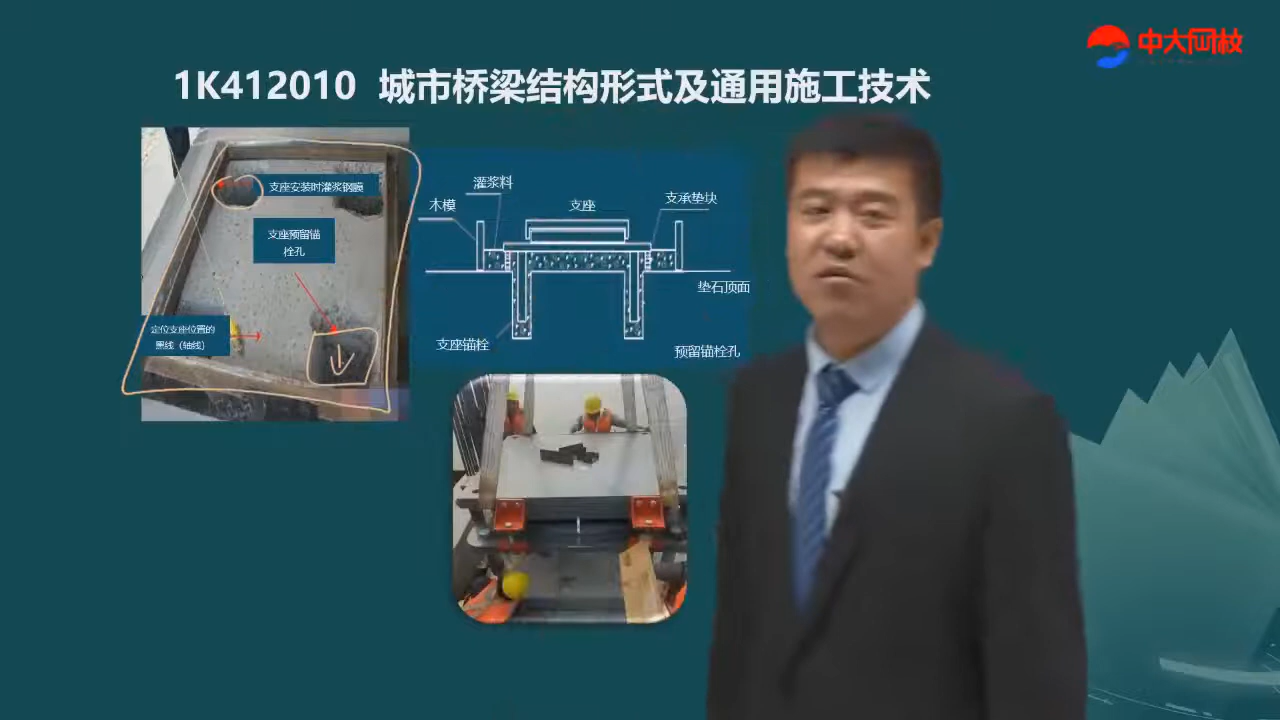 中大网校
1K412010 城市桥梁结构形式及通用施工技术
支座安装时灌浆钢膜
支座预留锚
栓孔
定位支座位置的
黑线（轴线）
灌浆料
木模
支座
支承垫块
垫石顶面
支座锚栓
预留锚栓孔